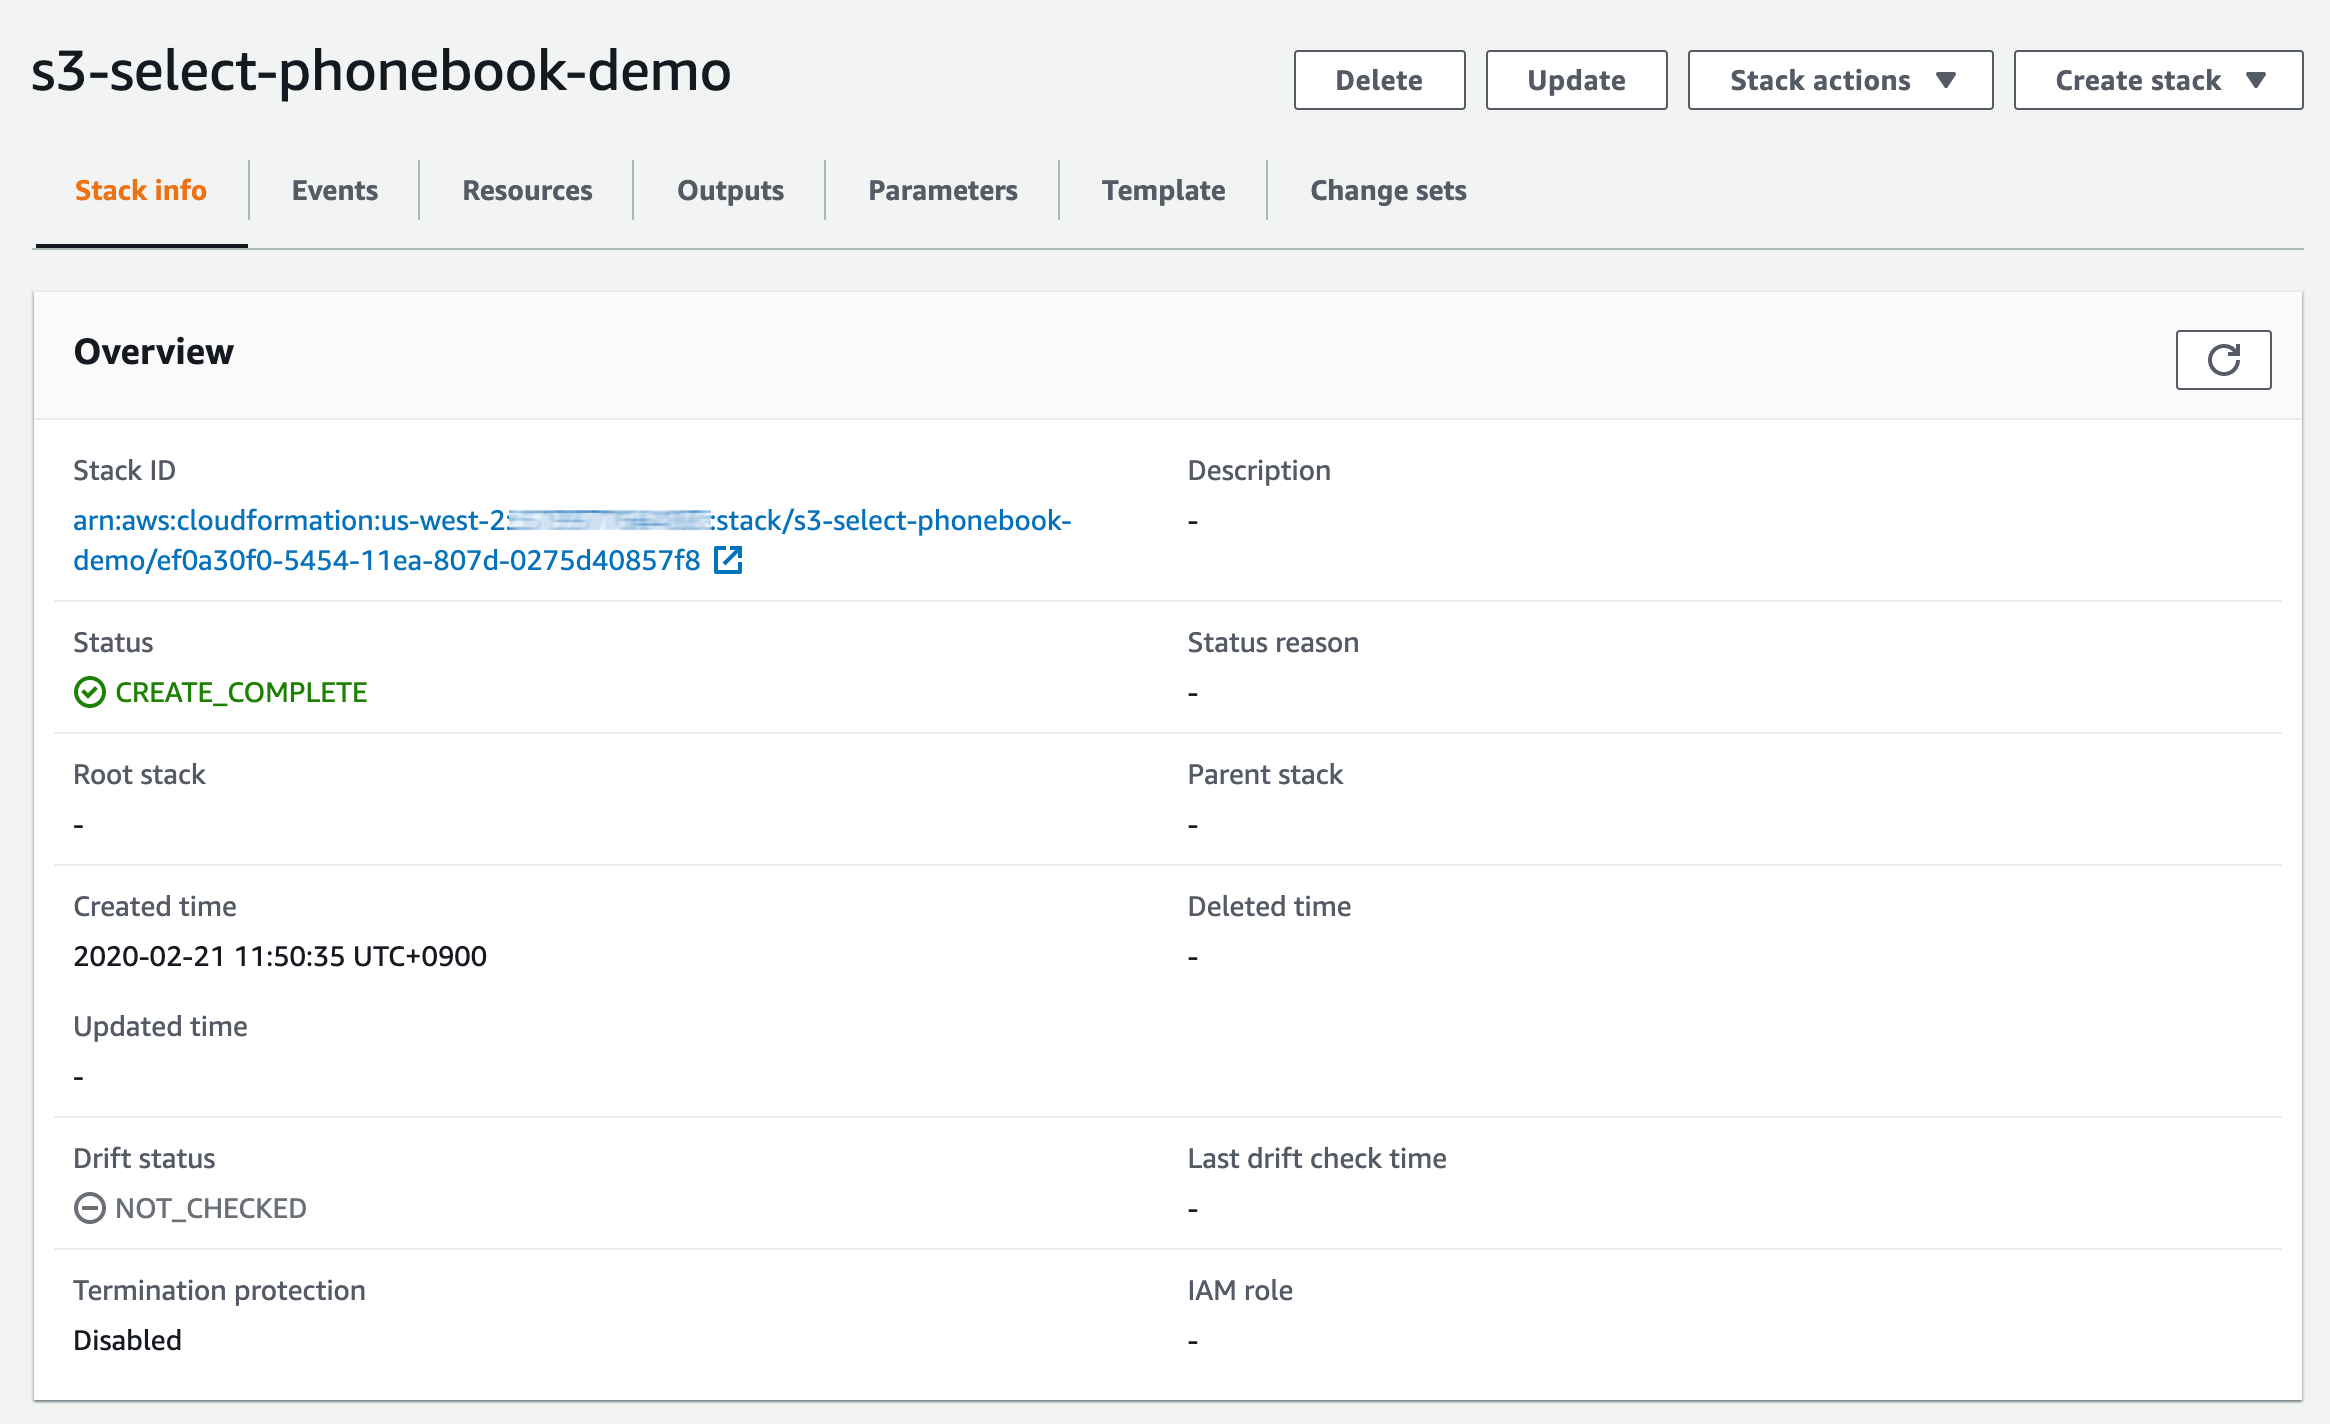 s3-select-phonebook-demo
Delete
Update
Stack actions
Create stack
Stack info
Events
Resources
Outputs
Parameters
Template
Change sets
Overview
Stack ID
arn:aws:cloudformation:us-west-2: :stack/s3-select-phonebook-
demo/ef0a30f0-5454-11ea-807d-0275d40857f8
Description
-
Status
CREATE_COMPLETE
Status reason
-
Root stack
-
Parent stack
-
Created time
2020-02-21 11:50:35 UTC+0900
Deleted time
-
Updated time
-
Drift status
NOT_CHECKED
Last drift check time
-
Termination protection
Disabled
IAM role
-